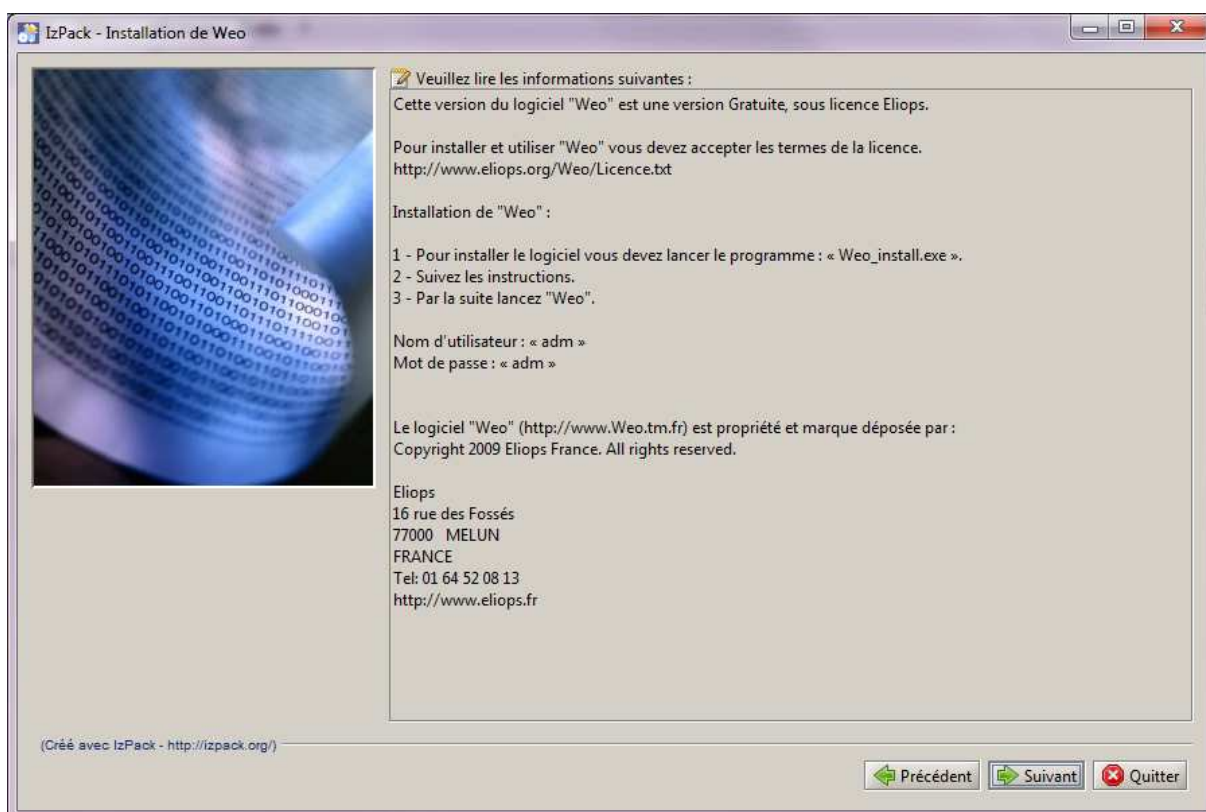 IzPack - Installation de Weo
Veuillez lire les informations suivantes :
Cette version du logiciel "Weo" est une version Gratuite, sous licence Eliops.
Pour installer et utiliser "Weo" vous devez accepter les termes de la licence.
http://www.eliops.org/Weo/Licence.txt
Installation de "Weo" :
1 - Pour installer le logiciel vous devez lancer le programme : « Weo_install.exe ».
2 - Suivez les instructions.
3 - Par la suite lancez "Weo".
Nom d'utilisateur : « adm »
Mot de passe : « adm »
Le logiciel "Weo" (http://www.Weo.tm.fr) est propriété et marque déposée par :
Copyright 2009 Eliops France. All rights reserved.
Eliops
16 rue des Fossés
77000   MELUN
FRANCE
Tel: 01 64 52 08 13
http://www.eliops.fr
(Créé avec IzPack - http://izpack.org/)
Précédent Suivant Quitter